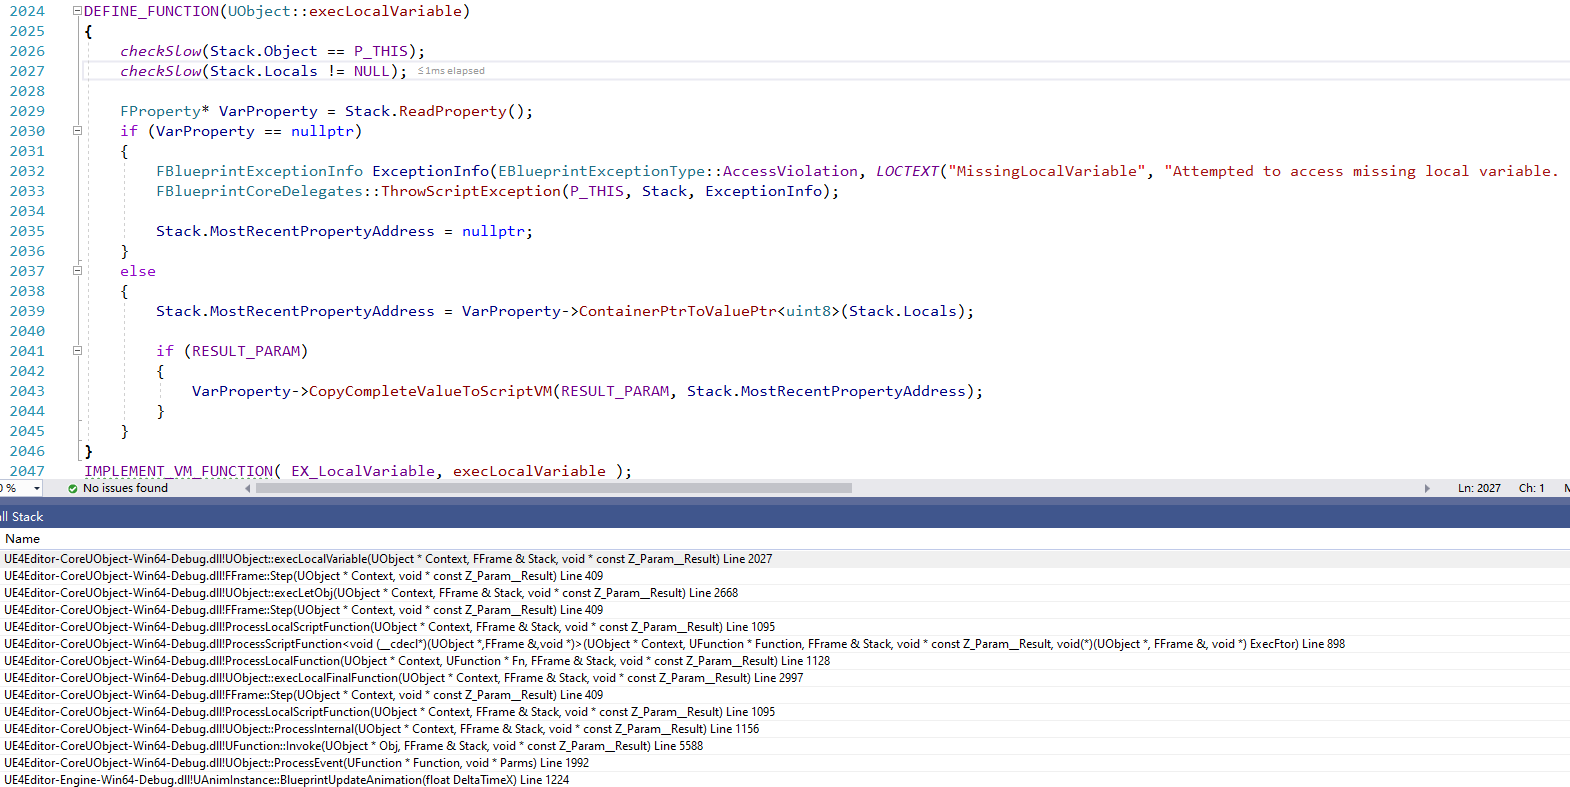 2024 DEFINE_FUNCTION(UObject::execLocalVariable)
2025 {
2026 checkSlow(Stack.Object == P_THIS);
2027 checkSlow(Stack.Locals != NULL); ≤1ms elapsed
2028
2029 FProperty* VarProperty = Stack.ReadProperty();
2030 if (VarProperty == nullptr)
2031 {
2032 FBlueprintExceptionInfo ExceptionInfo(EBlueprintExceptionType::AccessViolation, LOCTEXT("MissingLocalVariable", "Attempted to access missing local variable.
2033 FBlueprintCoreDelegates::ThrowScriptException(P_THIS, Stack, ExceptionInfo);
2034
2035 Stack.MostRecentPropertyAddress = nullptr;
2036 }
2037 else
2038 {
2039 Stack.MostRecentPropertyAddress = VarProperty->ContainerPtrToValuePtr<uint8>(Stack.Locals);
2040
2041 if (RESULT_PARAM)
2042 {
2043 VarProperty->CopyCompleteValueToScriptVM(RESULT_PARAM, Stack.MostRecentPropertyAddress);
2044 }
2045 }
2046 }
2047 IMPLEMENT_VM_FUNCTION( EX_LocalVariable, execLocalVariable );
0 % No issues found Ln: 2027 Ch: 1
ll Stack
Name
UE4Editor-CoreUObject-Win64-Debug.dll!UObject::execLocalVariable(UObject * Context, FFrame & Stack, void * const Z_Param__Result) Line 2027
UE4Editor-CoreUObject-Win64-Debug.dll!FFrame::Step(UObject * Context, void * const Z_Param__Result) Line 409
UE4Editor-CoreUObject-Win64-Debug.dll!UObject::execLetObj(UObject * Context, FFrame & Stack, void * const Z_Param__Result) Line 2668
UE4Editor-CoreUObject-Win64-Debug.dll!FFrame::Step(UObject * Context, void * const Z_Param__Result) Line 409
UE4Editor-CoreUObject-Win64-Debug.dll!ProcessLocalScriptFunction(UObject * Context, FFrame & Stack, void * const Z_Param__Result) Line 1095
UE4Editor-CoreUObject-Win64-Debug.dll!ProcessScriptFunction<void (__cdecl*)(UObject *,FFrame &,void *)>(UObject * Context, UFunction * Function, FFrame & Stack, void * const Z_Param__Result, void(*)(UObject *, FFrame &, void *) ExecFtor) Line 898
UE4Editor-CoreUObject-Win64-Debug.dll!ProcessLocalFunction(UObject * Context, UFunction * Fn, FFrame & Stack, void * const Z_Param__Result) Line 1128
UE4Editor-CoreUObject-Win64-Debug.dll!UObject::execLocalFinalFunction(UObject * Context, FFrame & Stack, void * const Z_Param__Result) Line 2997
UE4Editor-CoreUObject-Win64-Debug.dll!FFrame::Step(UObject * Context, void * const Z_Param__Result) Line 409
UE4Editor-CoreUObject-Win64-Debug.dll!ProcessLocalScriptFunction(UObject * Context, FFrame & Stack, void * const Z_Param__Result) Line 1095
UE4Editor-CoreUObject-Win64-Debug.dll!UObject::ProcessInternal(UObject * Context, FFrame & Stack, void * const Z_Param__Result) Line 1156
UE4Editor-CoreUObject-Win64-Debug.dll!UFunction::Invoke(UObject * Obj, FFrame & Stack, void * const Z_Param__Result) Line 5588
UE4Editor-CoreUObject-Win64-Debug.dll!UObject::ProcessEvent(UFunction * Function, void * Parms) Line 1992
UE4Editor-Engine-Win64-Debug.dll!UAnimInstance::BlueprintUpdateAnimation(float DeltaTimeX) Line 1224